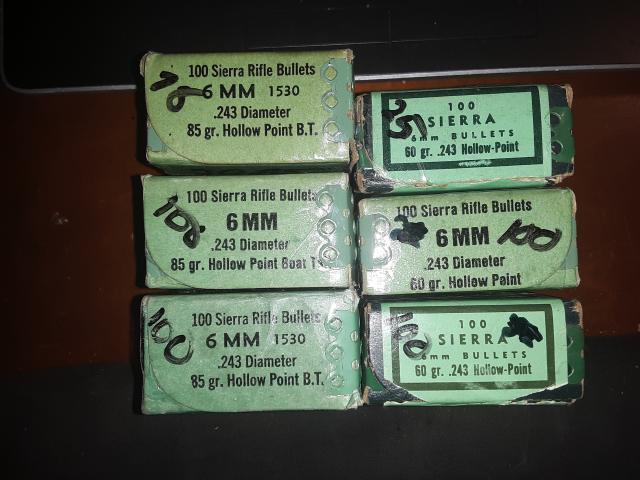 100 Sierra Rifle Bullets
6 MM 1530
.243 Diameter
85 gr. Hollow Point B.T.
100 Sierra Rifle Bullets
6 MM
.243 Diameter
85 gr. Hollow Point Boat
100
100 Sierra Rifle Bullets
6 MM 1530
.243 Diameter
85 gr. Hollow Point B.T.
100
100
SIERRA
6mm BULLETS
60 gr. .243 Hollow-Point
100 Sierra Rifle Bullets
6 MM 100
.243 Diameter
60 gr. Hollow Point
100
SIERRA
6mm BULLETS
60 gr. .243 Hollow-Point
100